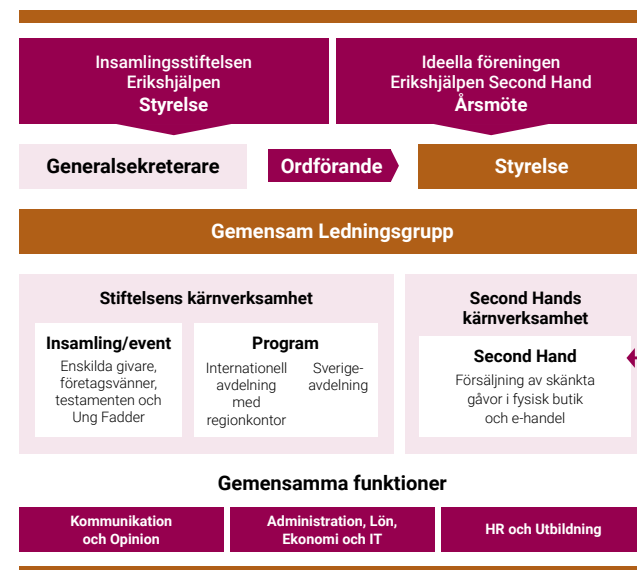 Insamlingsstiftelsen
Erikshjälpen
Styrelse
Ideella föreningen
Erikshjälpen Second Hand
Årsmöte
Generalsekreterare
Ordförande
Styrelse
Gemensam Ledningsgrupp
Stiftelsens kärnverksamhet
Insamling/event
Enskilda givare,
företagsvänner,
testamenten och
Ung Fadder
Program
Internationell
avdelning
med
regionkontor
Sverige-
avdelning
Second Hands
kärnverksamhet
Second Hand
Försäljning av skänkta
gåvor i fysisk butik
och e-handel
Gemensamma funktioner
Kommunikation
och Opinion
Administration, Lön,
Ekonomi och IT
HR och Utbildning